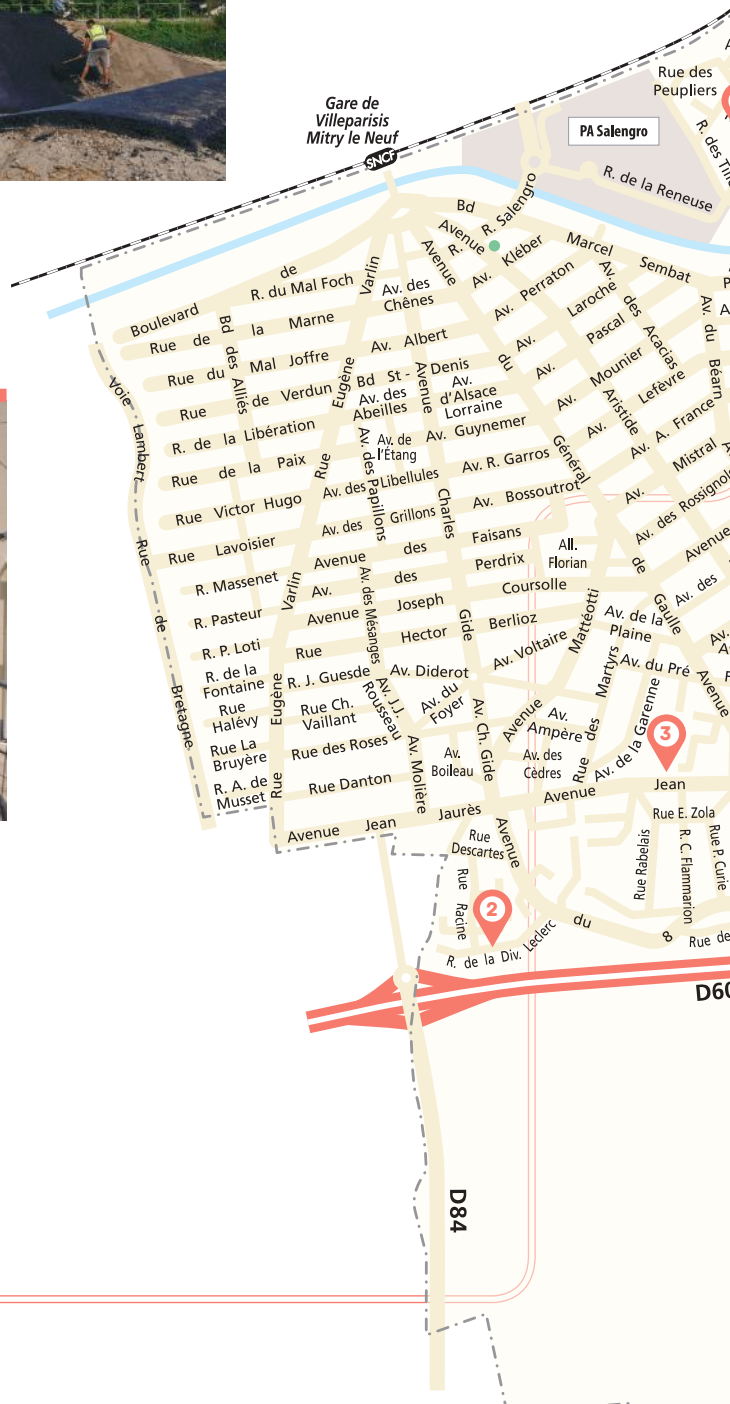 Gare de
Villeparisis
Mitry le Neuf
SNCF
Rue des
Peupliers
PA Salengro
R. de la Reneuse
Bd
Marcel
Sembat
R. Salengro
Avenue
R. Kléber
Av. Perraton
Av. Laroche
Av. des Acacias
Av. du Béarn
Av. Pascal
Av. Mounier
Av. Lefèvre
Aristide
Av. A. France
Av. Mistral
Av. des
Avenue
Av. des
Avenue du Général de Gaulle
Avenue
Boulevard de
R. du Mal Foch
Rue de la Marne
Rue du Mal Joffre
Rue de Verdun
R. de la Libération
Rue de la Paix
Rue Victor Hugo
Rue Lavoisier
R. Massenet
R. Pasteur
R. P. Loti
R. de la
Fontaine
Rue
Halévy
Rue La
Bruyère
R. A. de
Musset
Bd des Alliés
Voie Lambert
Rue de Bretagne
Rue Eugène Varlin
Rue Eugène Varlin
Av. des
Chênes
Av. Albert
Bd St - Denis
Av. des
Abeilles
Av.
d'Alsace
Lorraine
Av. Guynemer
Av. de
l'Étang
Av. des Papillons
Av. des Libellules
Av. R. Garros
Av. des Grillons
Av. Bossoutrot
Avenue des Faisans
Av. des Perdrix
All.
Florian
Avenue Joseph Coursolle
Rue Hector Berlioz
Avenue Charles Gide
Av. des Mésanges
R. J. Guesde
Av. Diderot
Av. Voltaire
Rue Ch.
Vaillant
Av. J.J.
Rousseau
Av. du
Foyer
Av. Ch. Gide
Rue des Roses
Rue Danton
Av. Molière
Av.
Boileau
Avenue
Av.
Ampère
Av. des
Cèdres
Rue des Martyrs
Mattéotti
Av. de la
Plaine
Av. du Pré
Av. de la Garenne
3
Avenue Jean Jaurès
Avenue Jean
Rue E. Zola
Rue Rabelais
R. C. Flammarion
Rue P. Curie
Rue
Descartes
Rue Racine
2
R. de la Div. Leclerc
Avenue du 8
Rue de
D60
D84